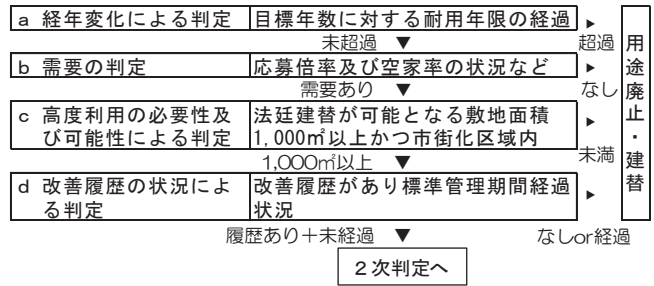 a 経年変化による判定 目標年数に対する耐用年限の経過 ▶
未超過 ▼ 超過
b 需要の判定 応募倍率及び空家率の状況など ▶
需要あり ▼ なし
c 高度利用の必要性及 法廷建替が可能となる敷地面積 ▶
び可能性による判定 1,000㎡以上かつ市街化区域内
1,000㎡以上 ▼ 未満
d 改善履歴の状況によ 改善履歴があり標準管理期間経過 ▶
る判定 状況
履歴あり+未経過 ▼ なしor経過
2次判定へ
用途廃止・建替